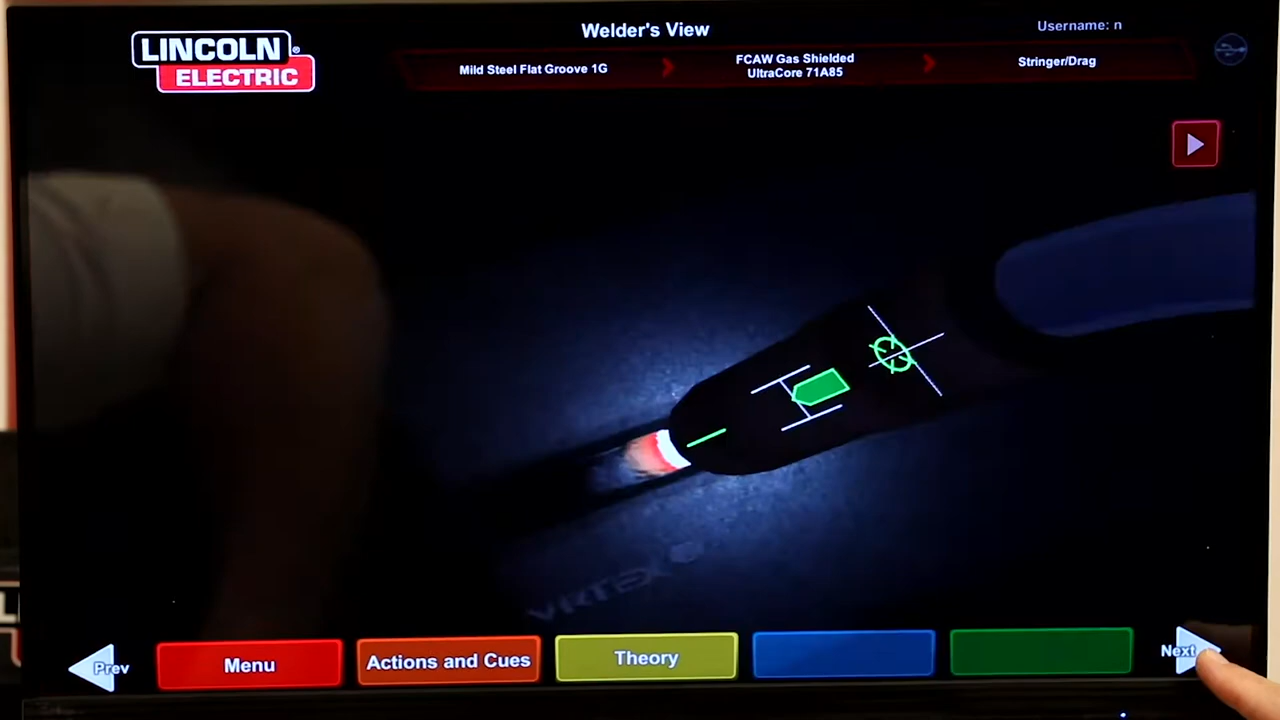 Welder's View
Username: n
LINCOLN®
ELECTRIC
Mild Steel Flat Groove 1G
FCAW Gas Shielded
UltraCore 71A85
Stringer/Drag
VRTEX
Prev
Menu
Actions and Cues
Theory
Next